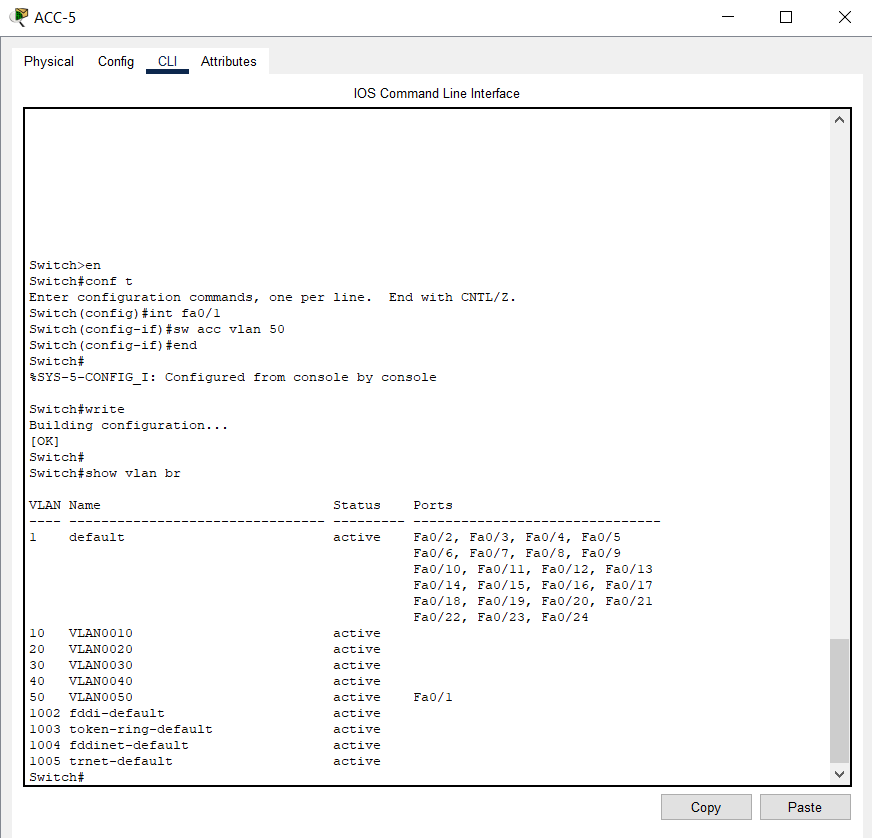 ACC-5
Physical Config CLI Attributes
IOS Command Line Interface
Switch>en
Switch#conf t
Enter configuration commands, one per line.  End with CNTL/Z.
Switch(config)#int fa0/1
Switch(config-if)#sw acc vlan 50
Switch(config-if)#end
Switch#
%SYS-5-CONFIG_I: Configured from console by console
Switch#write
Building configuration...
[OK]
Switch#
Switch#show vlan br
VLAN Name                             Status    Ports
---- -------------------------------- --------- -------------------------------
1    default                          active    Fa0/2, Fa0/3, Fa0/4, Fa0/5
                                                Fa0/6, Fa0/7, Fa0/8, Fa0/9
                                                Fa0/10, Fa0/11, Fa0/12, Fa0/13
                                                Fa0/14, Fa0/15, Fa0/16, Fa0/17
                                                Fa0/18, Fa0/19, Fa0/20, Fa0/21
                                                Fa0/22, Fa0/23, Fa0/24
10   VLAN0010                         active
20   VLAN0020                         active
30   VLAN0030                         active
40   VLAN0040                         active
50   VLAN0050                         active    Fa0/1
1002 fddi-default                     active
1003 token-ring-default               active
1004 fddinet-default                  active
1005 trnet-default                    active
Switch#
Copy Paste